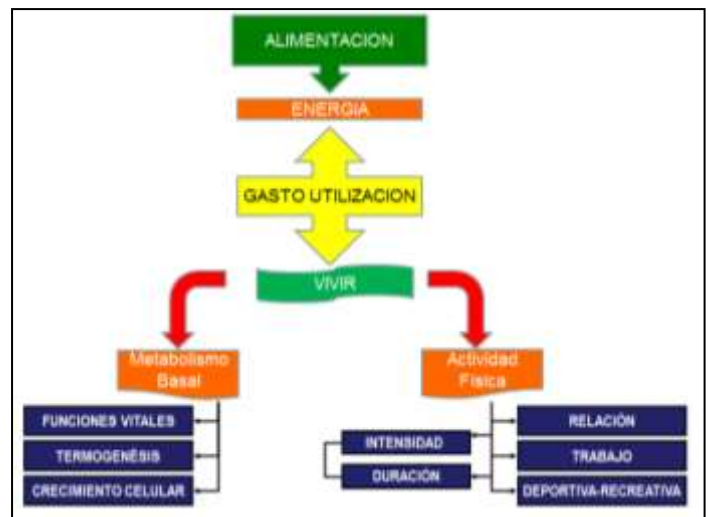 ALIMENTACION
ENERGIA
GASTO UTILIZACION
VIVIR
Metabolismo
Basal
FUNCIONES VITALES
TERMOGENÉSIS
CRECIMIENTO CELULAR
Actividad
Física
INTENSIDAD
DURACIÓN
RELACIÓN
TRABAJO
DEPORTIVA-RECREATIVA